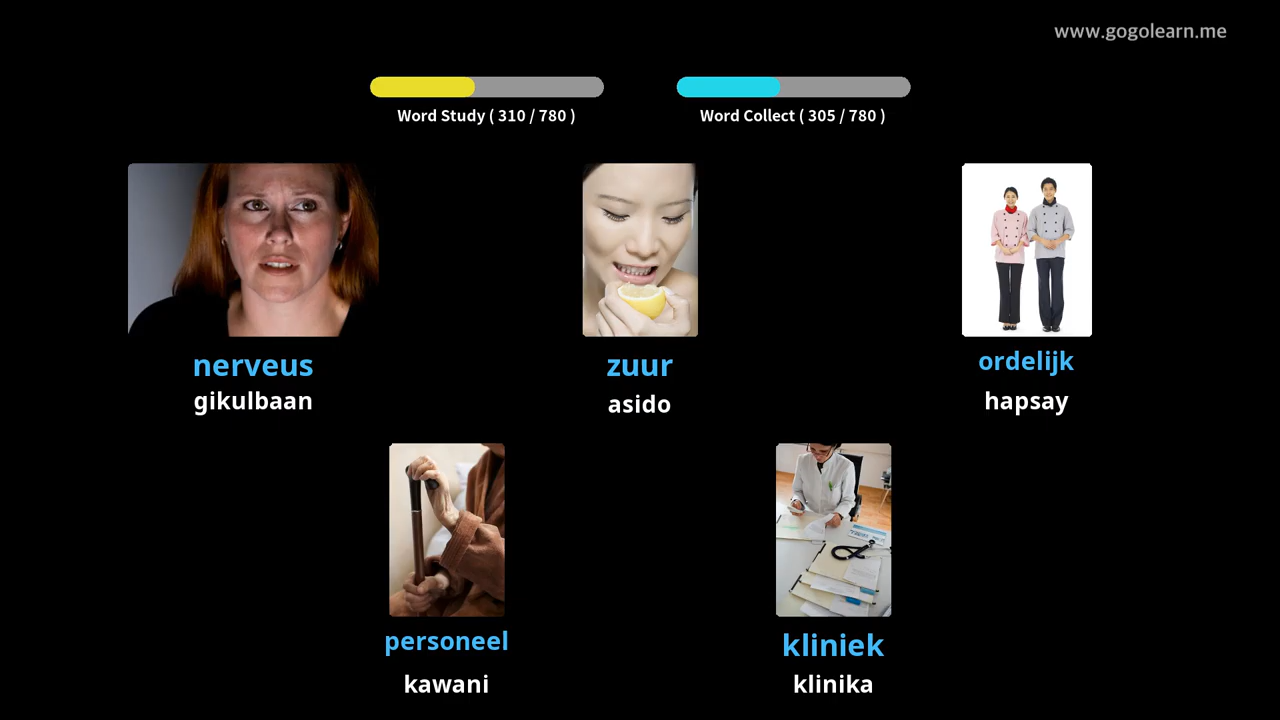 www.gogolearn.me
Word Study ( 310 / 780 )
Word Collect ( 305 / 780 )
nerveus
gikulbaan
zuur
asido
ordelijk
hapsay
personeel
kawani
kliniek
klinika